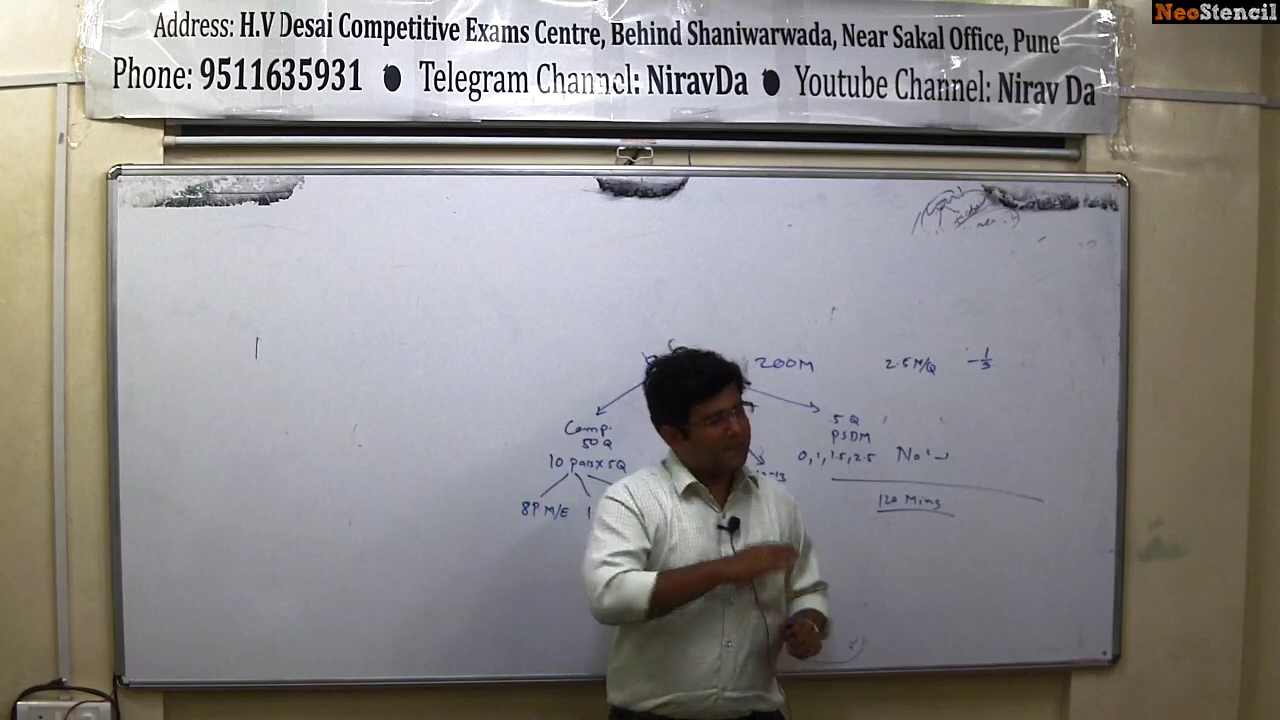 NeoStencil
Address: H.V Desai Competitive Exams Centre, Behind Shaniwarwada, Near Sakal Office, Pune
Phone: 9511635931 ● Telegram Channel: NiravDa ● Youtube Channel: Nirav Da
200M 2.5M/Q -1/3
Comp.
50Q
10 pass x 5Q
8P M/E
5Q
PSDM
0, 1, 1.5, 2.5 No
120 Mins